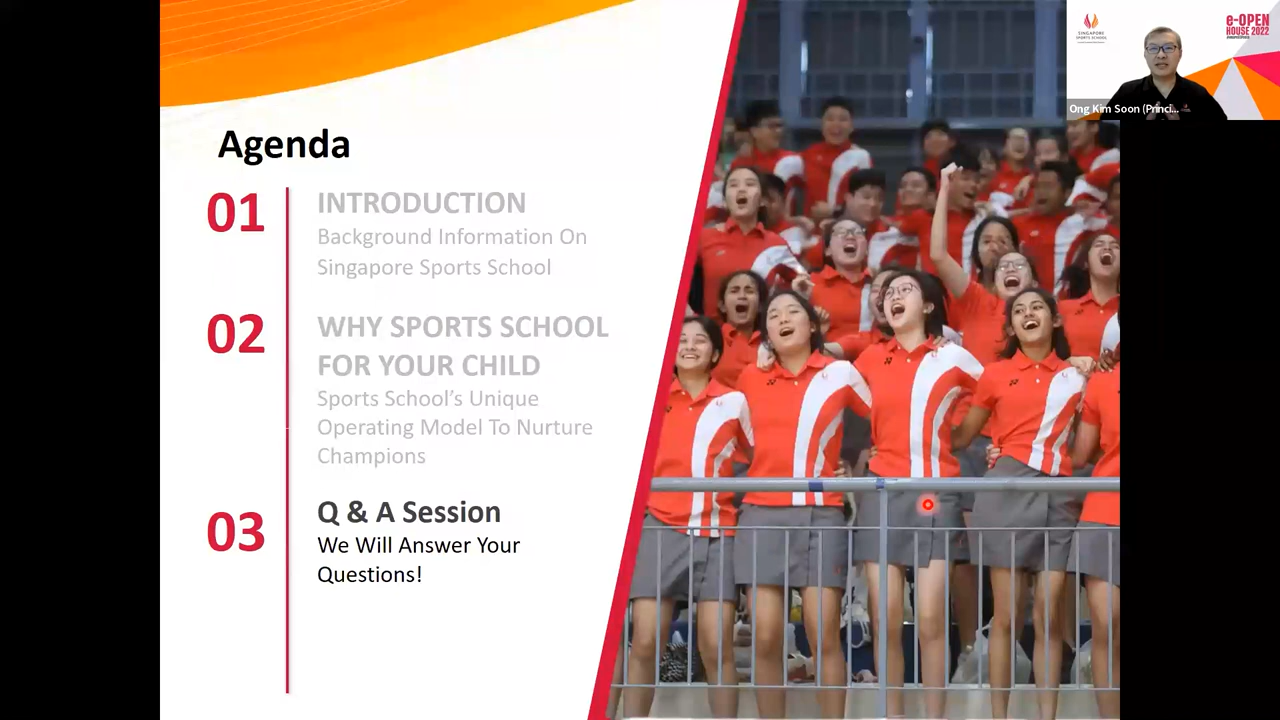 Agenda
01
INTRODUCTION
Background Information On
Singapore Sports School
02
WHY SPORTS SCHOOL
FOR YOUR CHILD
Sports School's Unique
Operating Model To Nurture
Champions
03
Q & A Session
We Will Answer Your
Questions!
SINGAPORE
SPORTS SCHOOL
e-OPEN
HOUSE 2022
Ong Kim Soon (Princi...